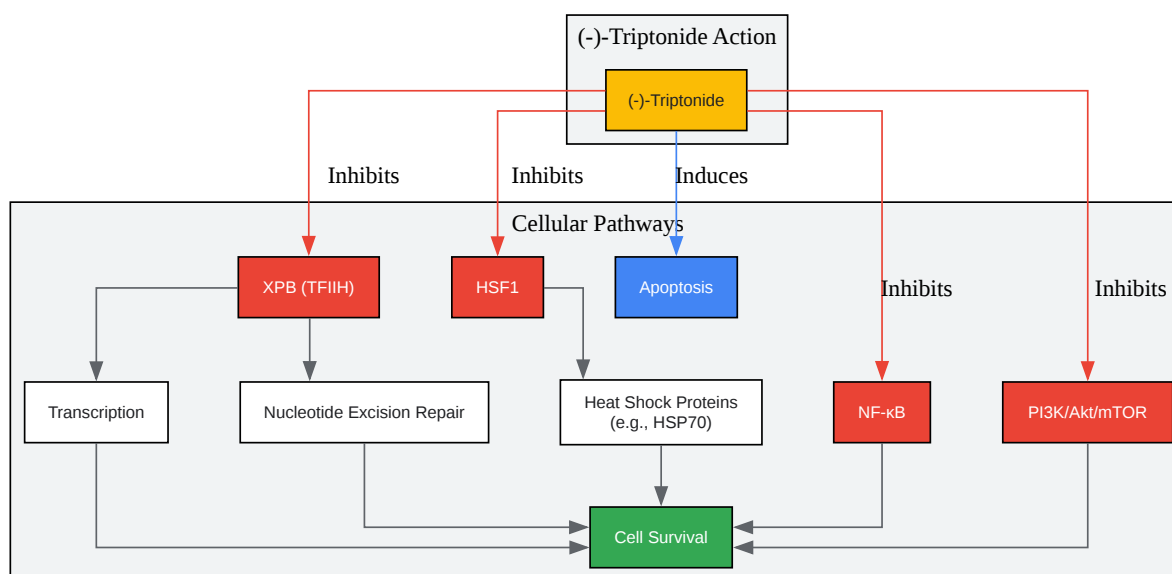 (-)-Triptonide Action
(-)-Triptonide
Inhibits
Inhibits
Induces
Cellular Pathways
XPB (TFIIH)
HSF1
Apoptosis
Inhibits
Inhibits
Transcription
Nucleotide Excision Repair
Heat Shock Proteins
(e.g., HSP70)
NF-κB
PI3K/Akt/mTOR
Cell Survival